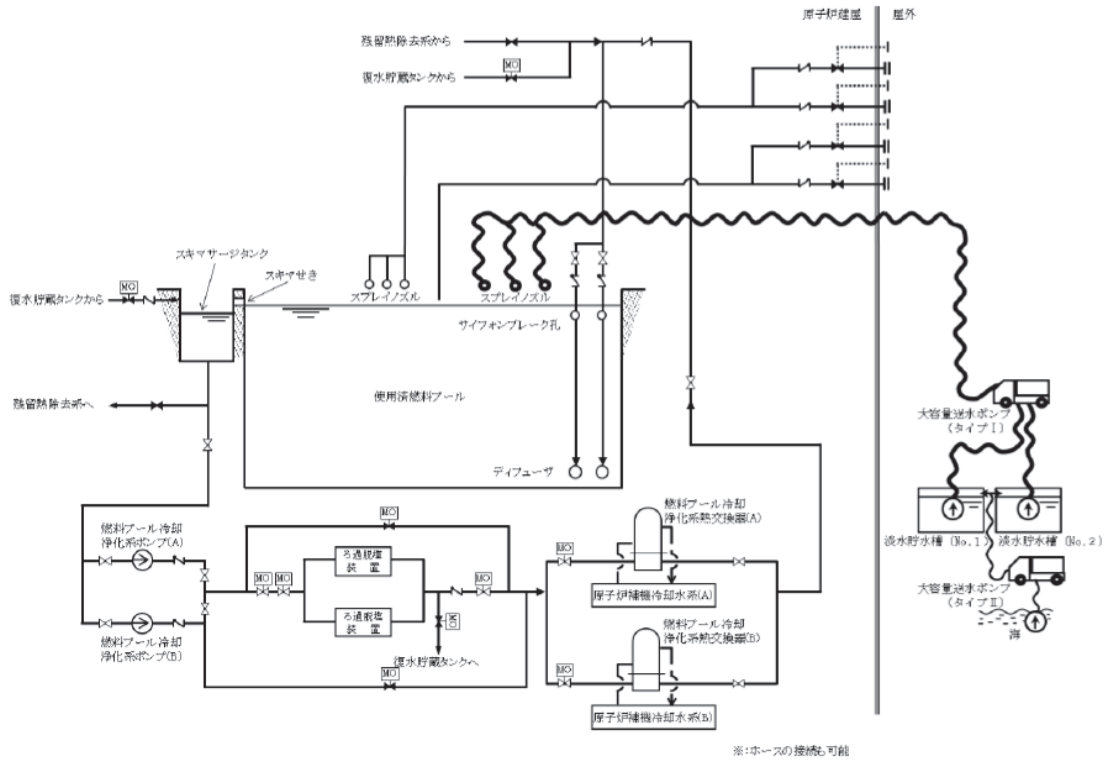 原子炉建屋
屋外
残留熱除去系から
MO
復水貯蔵タンクから
スキマサージタンク
スキマせき
MO
復水貯蔵タンクから
スプレイノズル
スプレイノズル
サイフォンブレーク孔
使用済燃料プール
残留熱除去系へ
ディフューザ
大容量送水ポンプ
(タイプⅠ)
淡水貯水槽 (No.1)
淡水貯水槽 (No.2)
大容量送水ポンプ
(タイプⅡ)
海
燃料プール冷却
浄化系ポンプ(A)
燃料プール冷却
浄化系ポンプ(B)
MO
MO
MO
ろ過脱塩
装置
ろ過脱塩
装置
MO
MO
復水貯蔵タンクへ
MO
燃料プール冷却
浄化系熱交換器(A)
MO
原子炉補機冷却水系(A)
燃料プール冷却
浄化系熱交換器(B)
MO
原子炉補機冷却水系(B)
※:ホースの接続も可能